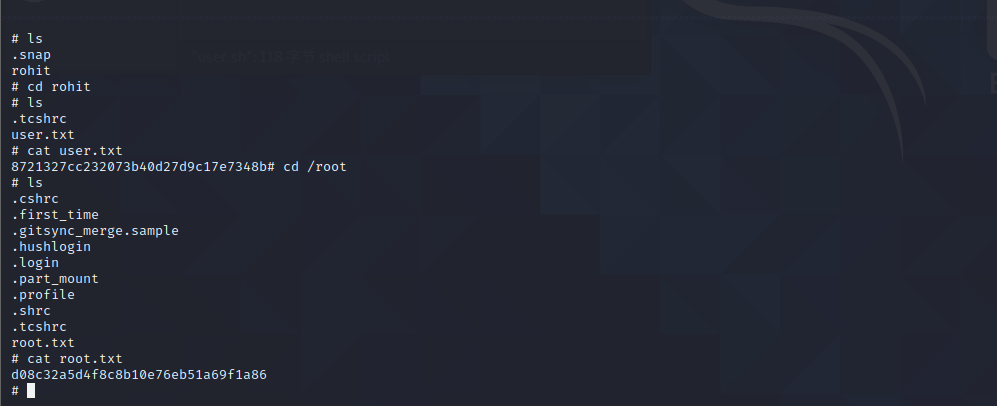 # ls
.snap
rohit
# cd rohit
# ls
.tcshrc
user.txt
# cat user.txt
8721327cc232073b40d27d9c17e7348b# cd /root
# ls
.cshrc
.first_time
.gitsync_merge.sample
.hushlogin
.login
.part_mount
.profile
.shrc
.tcshrc
root.txt
# cat root.txt
d08c32a5d4f8c8b10e76eb51a69f1a86
#